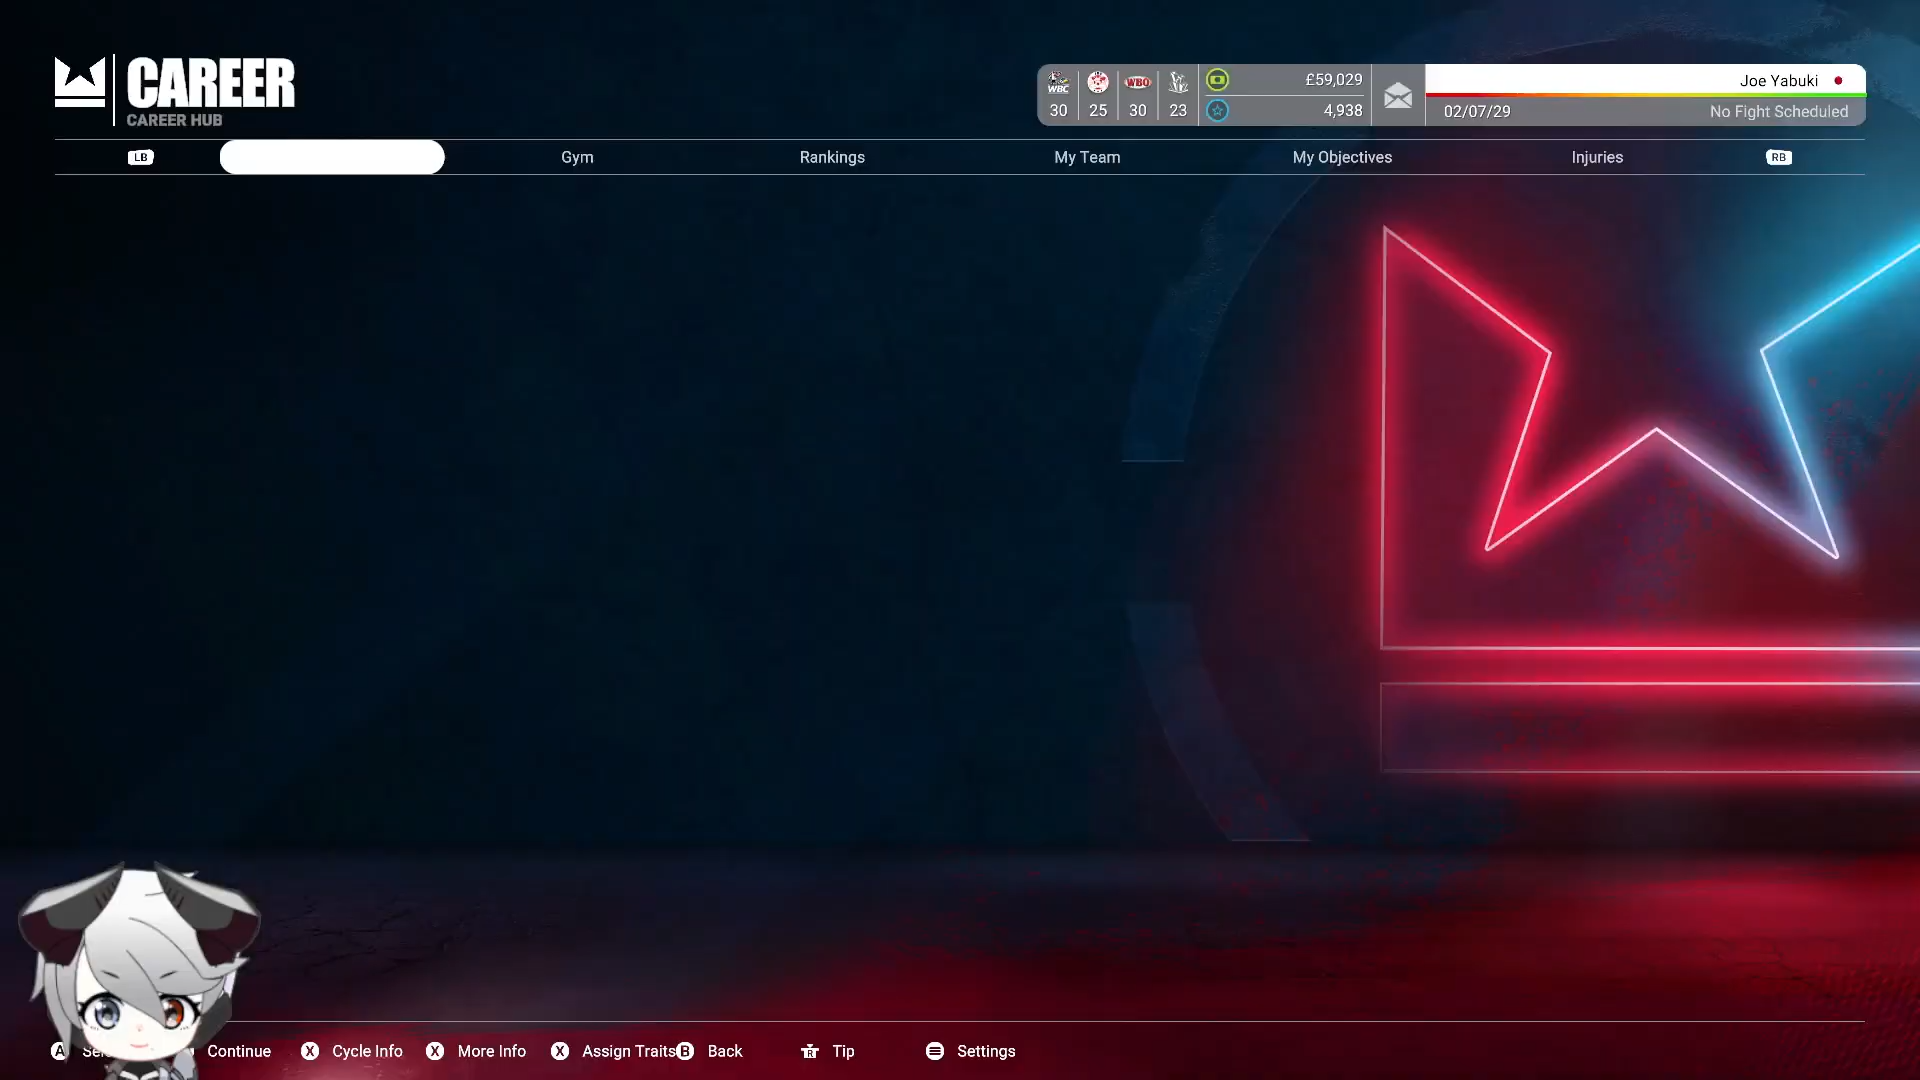 CAREER
CAREER HUB
WBC
30
25
WBO
30
23
£59,029
4,938
Joe Yabuki
02/07/29
No Fight Scheduled
LB
Gym
Rankings
My Team
My Objectives
Injuries
RB
A
Continue
X Cycle Info
X More Info
X Assign Traits
B Back
R Tip
Settings